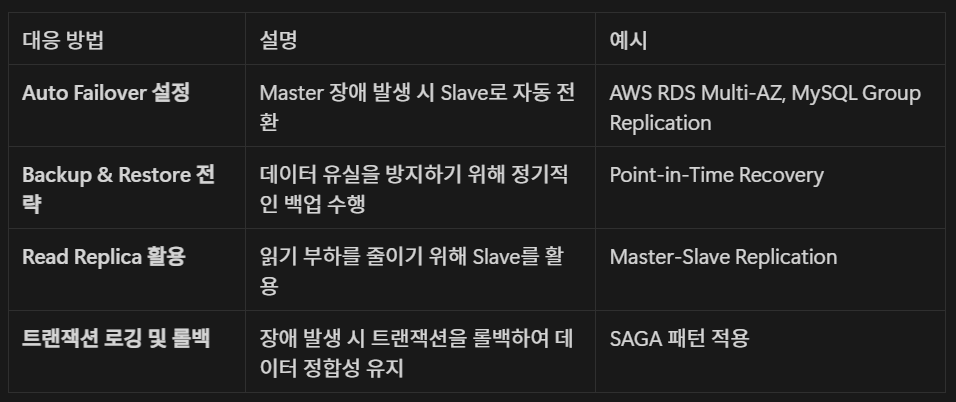 대응 방법 설명 예시
Auto Failover 설정 Master 장애 발생 시 Slave로 자동 전 AWS RDS Multi-AZ, MySQL Group
환 Replication
Backup & Restore 전 데이터 유실을 방지하기 위해 정기적 Point-in-Time Recovery
략 인 백업 수행
Read Replica 활용 읽기 부하를 줄이기 위해 Slave를 활 Master-Slave Replication
용
트랜잭션 로깅 및 롤백 장애 발생 시 트랜잭션을 롤백하여 데 SAGA 패턴 적용
이터 정합성 유지